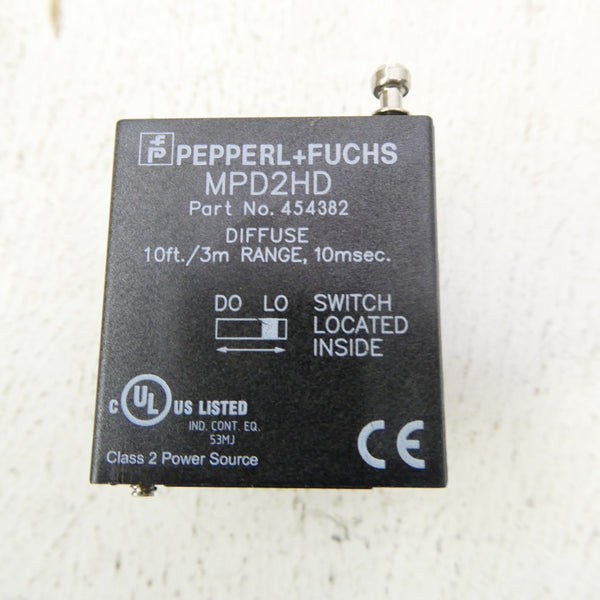 PEPPERL+FUCHS
MPD2HD
Part No. 454382
DIFFUSE
10ft./3m RANGE, 10msec.
DO LO SWITCH
LOCATED
INSIDE
C UL US LISTED
IND. CONT. EQ.
53MJ
Class 2 Power Source
CE